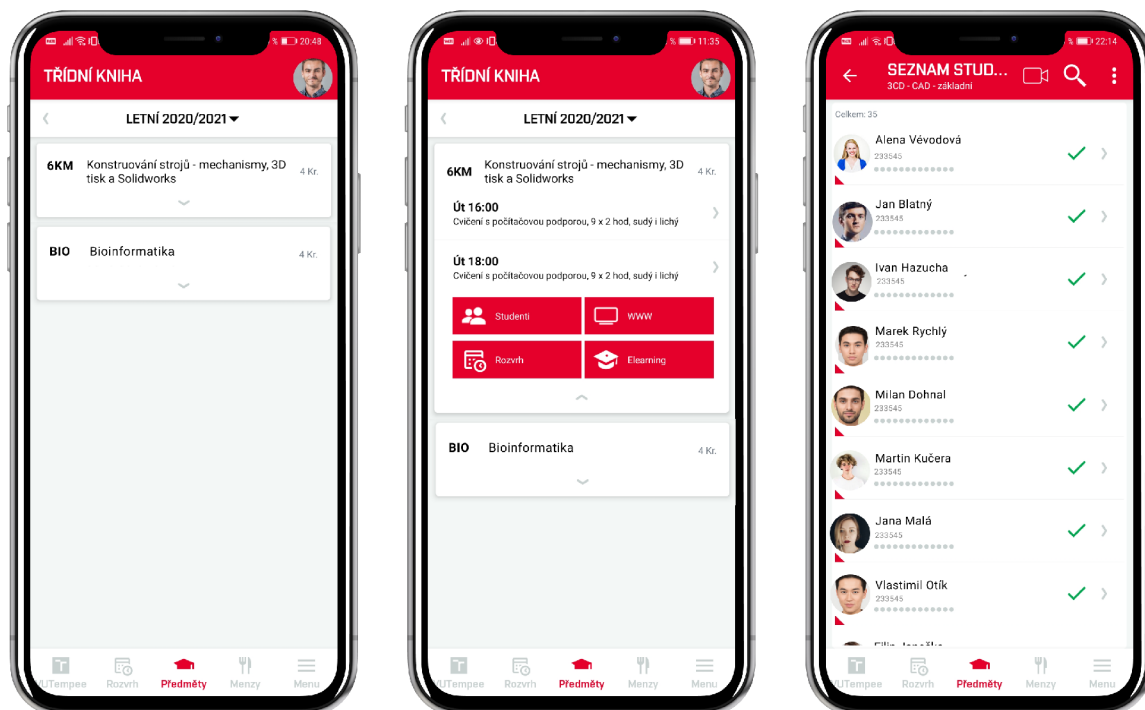 20:48
TŘÍDNÍ KNIHA
LETNÍ 2020/2021
6KM Konstruování strojů - mechanismy, 3D
tisk a Solidworks
4 Kr.
BIO Bioinformatika 4 Kr.
VUTempee Rozvrh Předměty Menzy Menu
% 11:35
TŘÍDNÍ KNIHA
LETNÍ 2020/2021
6KM Konstruování strojů - mechanismy, 3D
tisk a Solidworks
4 Kr.
Út 16:00
Cvičení s počítačovou podporou, 9 x 2 hod, sudý i lichý
Út 18:00
Cvičení s počítačovou podporou, 9 x 2 hod, sudý i lichý
Studenti WWW
Rozvrh Elearning
BIO Bioinformatika 4 Kr.
VUTempee Rozvrh Předměty Menzy Menu
% 22:14
SEZNAM STUD...
3CD - CAD - základní
Celkem: 35
Alena Vévodová
233545
Jan Blatný
233545
Ivan Hazucha
233545
Marek Rychlý
233545
Milan Dohnal
233545
Martin Kučera
233545
Jana Malá
233545
Vlastimil Otík
233545
VUTempee Rozvrh Předměty Menzy Menu